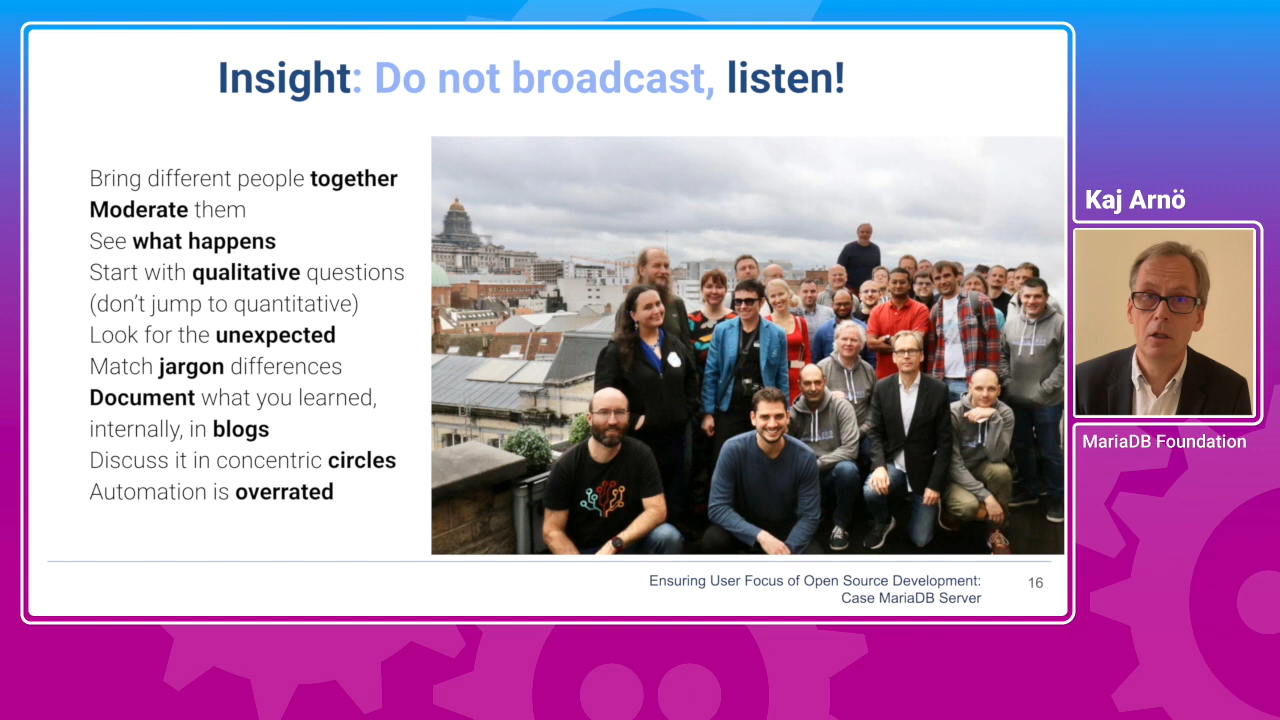 Insight: Do not broadcast, listen!
Bring different people together
Moderate them
See what happens
Start with qualitative questions
(don't jump to quantitative)
Look for the unexpected
Match jargon differences
Document what you learned,
internally, in blogs
Discuss it in concentric circles
Automation is overrated
Ensuring User Focus of Open Source Development:
Case MariaDB Server
16
Kaj Arnö
MariaDB Foundation